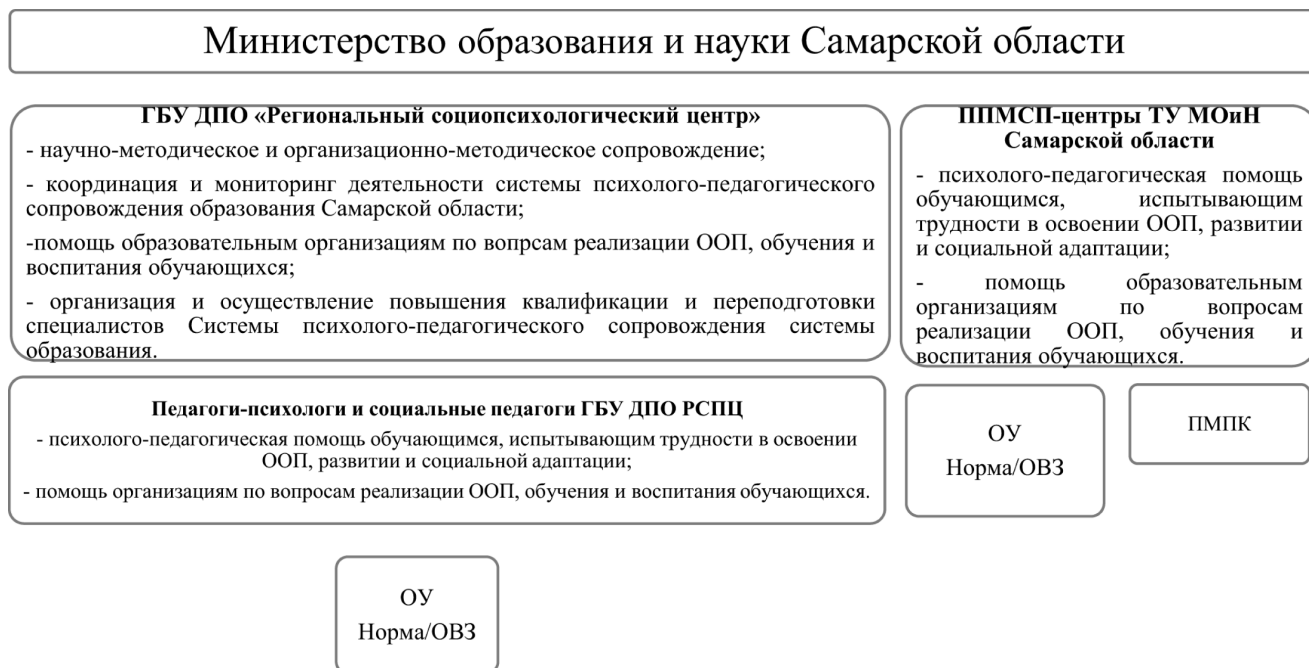 Министерство образования и науки Самарской области
ГБУ ДПО «Региональный социопсихологический центр»
- научно-методическое и организационно-методическое сопровождение;
- координация и мониторинг деятельности системы психолого-педагогического
сопровождения образования Самарской области;
-помощь образовательным организациям по вопрсам реализации ООП, обучения и
воспитания обучающихся;
- организация и осуществление повышения квалификации и переподготовки
специалистов Системы психолого-педагогического сопровождения системы
образования.
ППМСП-центры ТУ МОиН
Самарской области
- психолого-педагогическая помощь
обучающимся, испытывающим
трудности в освоении ООП, развитии
и социальной адаптации;
- помощь образовательным
организациям по вопросам
реализации ООП, обучения и
воспитания обучающихся.
Педагоги-психологи и социальные педагоги ГБУ ДПО РСПЦ
- психолого-педагогическая помощь обучающимся, испытывающим трудности в освоении
ООП, развитии и социальной адаптации;
- помощь организациям по вопросам реализации ООП, обучения и воспитания обучающихся.
ОУ
Норма/ОВЗ
ПМПК
ОУ
Норма/ОВЗ